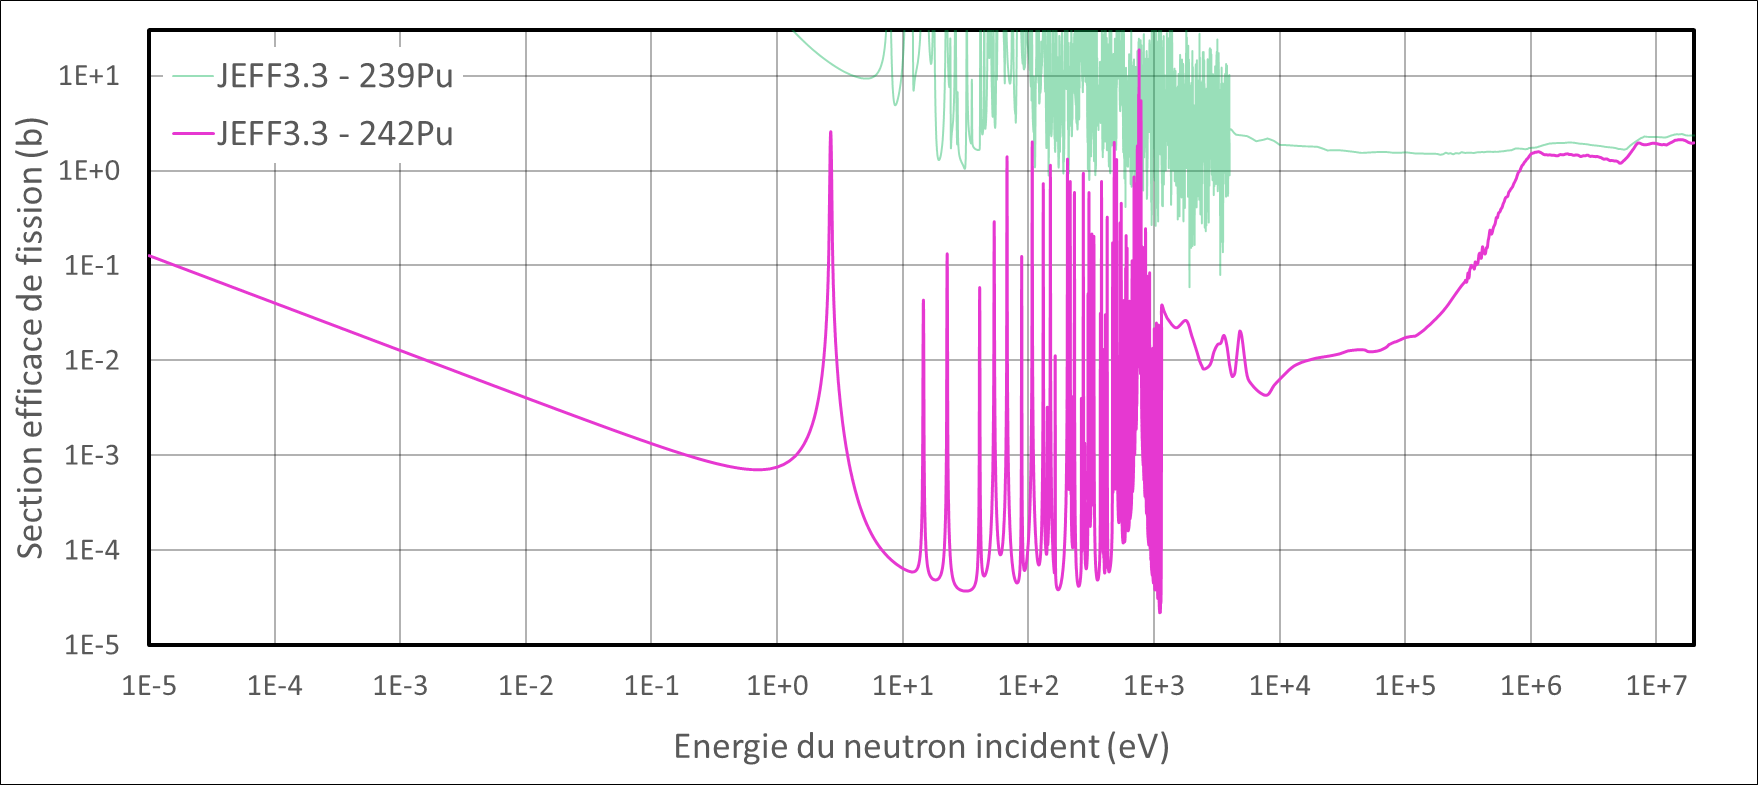 Section efficace de fission (b)
1E+1
1E+0
1E-1
1E-2
1E-3
1E-4
1E-5
JEFF3.3 - 239Pu
JEFF3.3 - 242Pu
1E-5 1E-4 1E-3 1E-2 1E-1 1E+0 1E+1 1E+2 1E+3 1E+4 1E+5 1E+6 1E+7
Energie du neutron incident (eV)